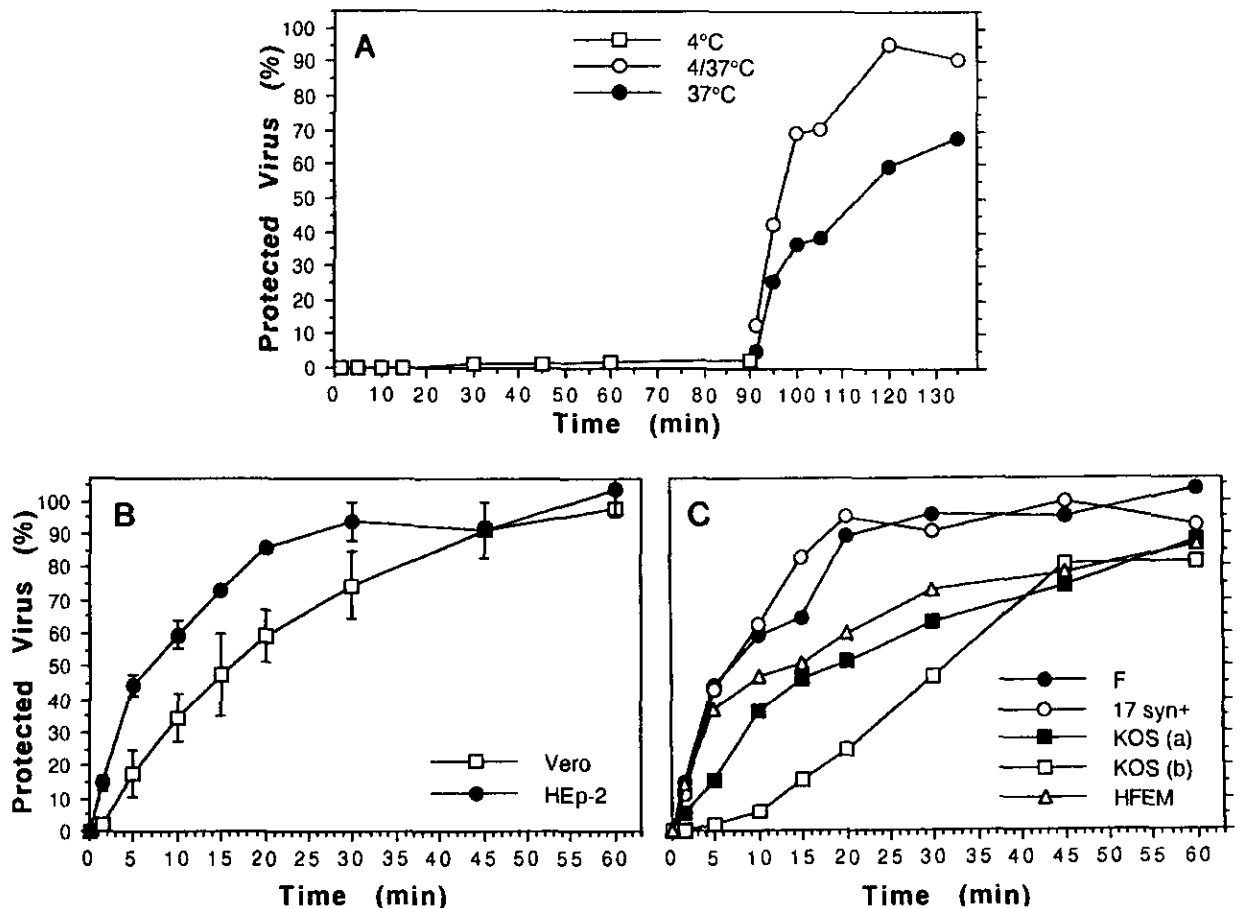 A
4°C
4/37°C
37°C
Protected Virus (%)
100
90
80
70
60
50
40
30
20
10
0
0 10 20 30 40 50 60 70 80 90 100 110 120 130
Time (min)
B
Protected Virus (%)
100
90
80
70
60
50
40
30
20
10
0
Vero
HEp-2
0 5 10 15 20 25 30 35 40 45 50 55 60
Time (min)
C
F
17 syn+
KOS (a)
KOS (b)
HFEM
0 5 10 15 20 25 30 35 40 45 50 55 60
Time (min)